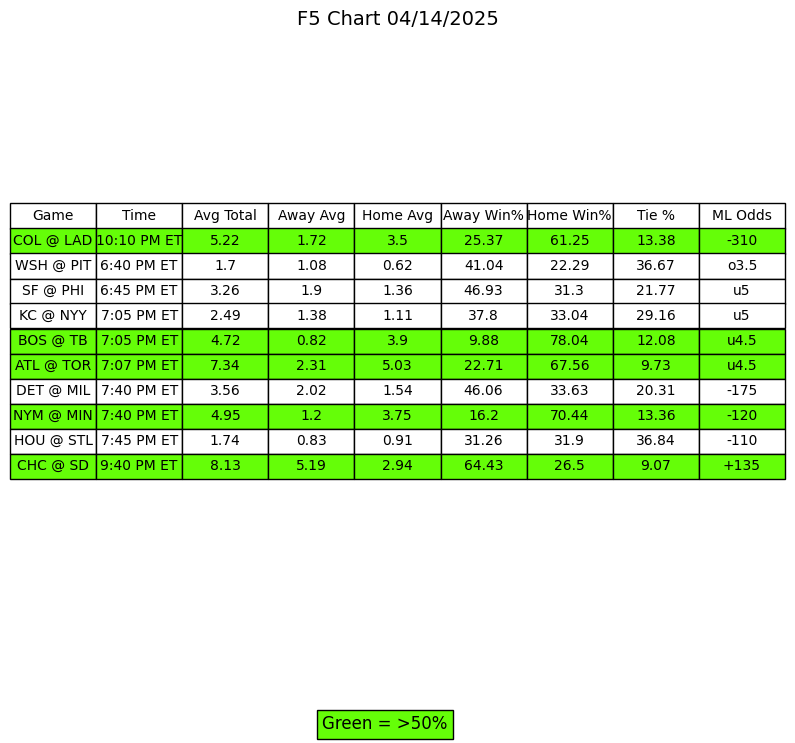 F5 Chart 04/14/2025
Game Time Avg Total Away Avg Home Avg Away Win% Home Win% Tie % ML Odds
COL @ LAD 10:10 PM ET 5.22 1.72 3.5 25.37 61.25 13.38 -310
WSH @ PIT 6:40 PM ET 1.7 1.08 0.62 41.04 22.29 36.67 o3.5
SF @ PHI 6:45 PM ET 3.26 1.9 1.36 46.93 31.3 21.77 u5
KC @ NYY 7:05 PM ET 2.49 1.38 1.11 37.8 33.04 29.16 u5
BOS @ TB 7:05 PM ET 4.72 0.82 3.9 9.88 78.04 12.08 u4.5
ATL @ TOR 7:07 PM ET 7.34 2.31 5.03 22.71 67.56 9.73 u4.5
DET @ MIL 7:40 PM ET 3.56 2.02 1.54 46.06 33.63 20.31 -175
NYM @ MIN 7:40 PM ET 4.95 1.2 3.75 16.2 70.44 13.36 -120
HOU @ STL 7:45 PM ET 1.74 0.83 0.91 31.26 31.9 36.84 -110
CHC @ SD 9:40 PM ET 8.13 5.19 2.94 64.43 26.5 9.07 +135
Green = >50%